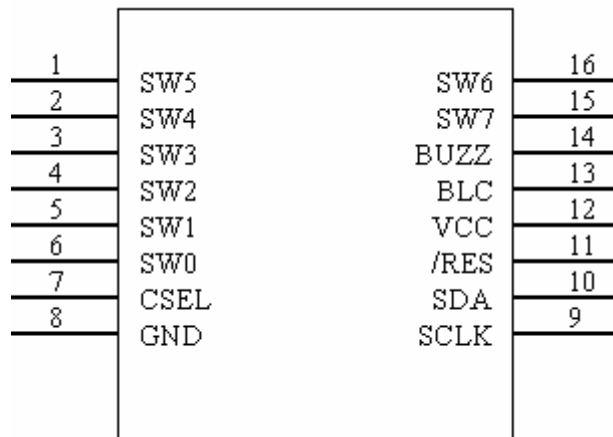 1 SW5 SW6 16
2 SW4 SW7 15
3 SW3 BUZZ 14
4 SW2 BLC 13
5 SW1 VCC 12
6 SW0 /RES 11
7 CSEL SDA 10
8 GND SCLK 9